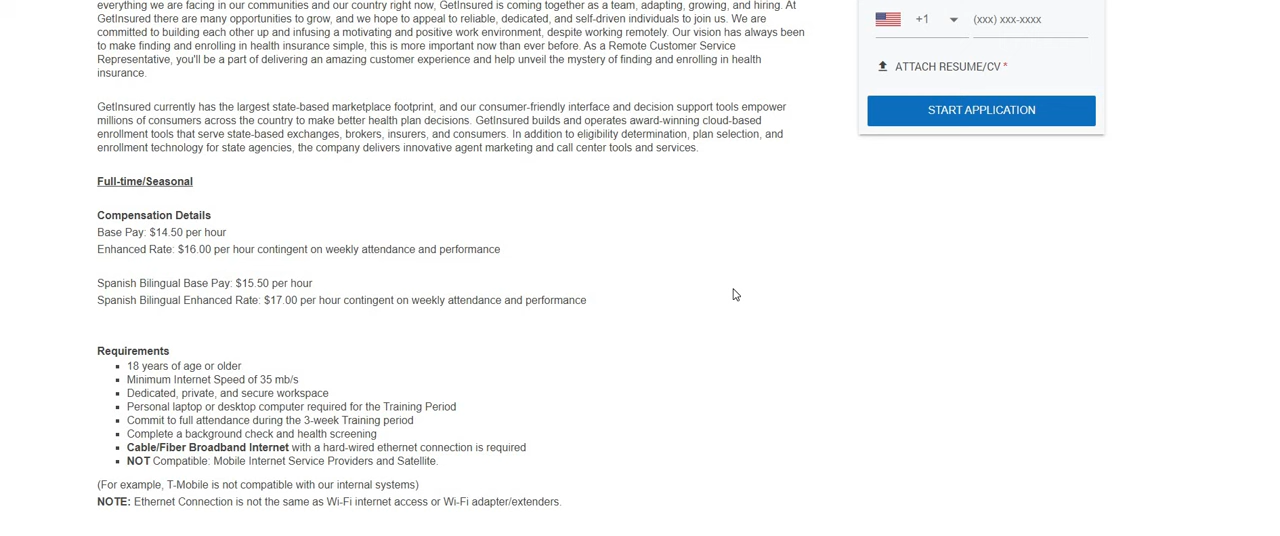 everything we are facing in our communities and our country right now, GetInsured is coming together as a team, adapting, growing, and hiring. At
GetInsured there are many opportunities to grow, and we hope to appeal to reliable, dedicated, and self-driven individuals to join us. We are
committed to building each other up and infusing a motivating and positive work environment, despite working remotely. Our vision has always been
to make finding and enrolling in health insurance simple, this is more important now than ever before. As a Remote Customer Service
Representative, you'll be a part of delivering an amazing customer experience and help unveil the mystery of finding and enrolling in health
insurance.
GetInsured currently has the largest state-based marketplace footprint, and our consumer-friendly interface and decision support tools empower
millions of consumers across the country to make better health plan decisions. GetInsured builds and operates award-winning cloud-based
enrollment tools that serve state-based exchanges, brokers, insurers, and consumers. In addition to eligibility determination, plan selection, and
enrollment technology for state agencies, the company delivers innovative agent marketing and call center tools and services.
Full-time/Seasonal
Compensation Details
Base Pay: $14.50 per hour
Enhanced Rate: $16.00 per hour contingent on weekly attendance and performance
Spanish Bilingual Base Pay: $15.50 per hour
Spanish Bilingual Enhanced Rate: $17.00 per hour contingent on weekly attendance and performance
Requirements
18 years of age or older
Minimum Internet Speed of 35 mb/s
Dedicated, private, and secure workspace
Personal laptop or desktop computer required for the Training Period
Commit to full attendance during the 3-week Training period
Complete a background check and health screening
Cable/Fiber Broadband Internet with a hard-wired ethernet connection is required
NOT Compatible: Mobile Internet Service Providers and Satellite.
(For example, T-Mobile is not compatible with our internal systems)
NOTE: Ethernet Connection is not the same as Wi-Fi internet access or Wi-Fi adapter/extenders.
+1 (xxx) xxx-xxxx
ATTACH RESUME/CV *
START APPLICATION